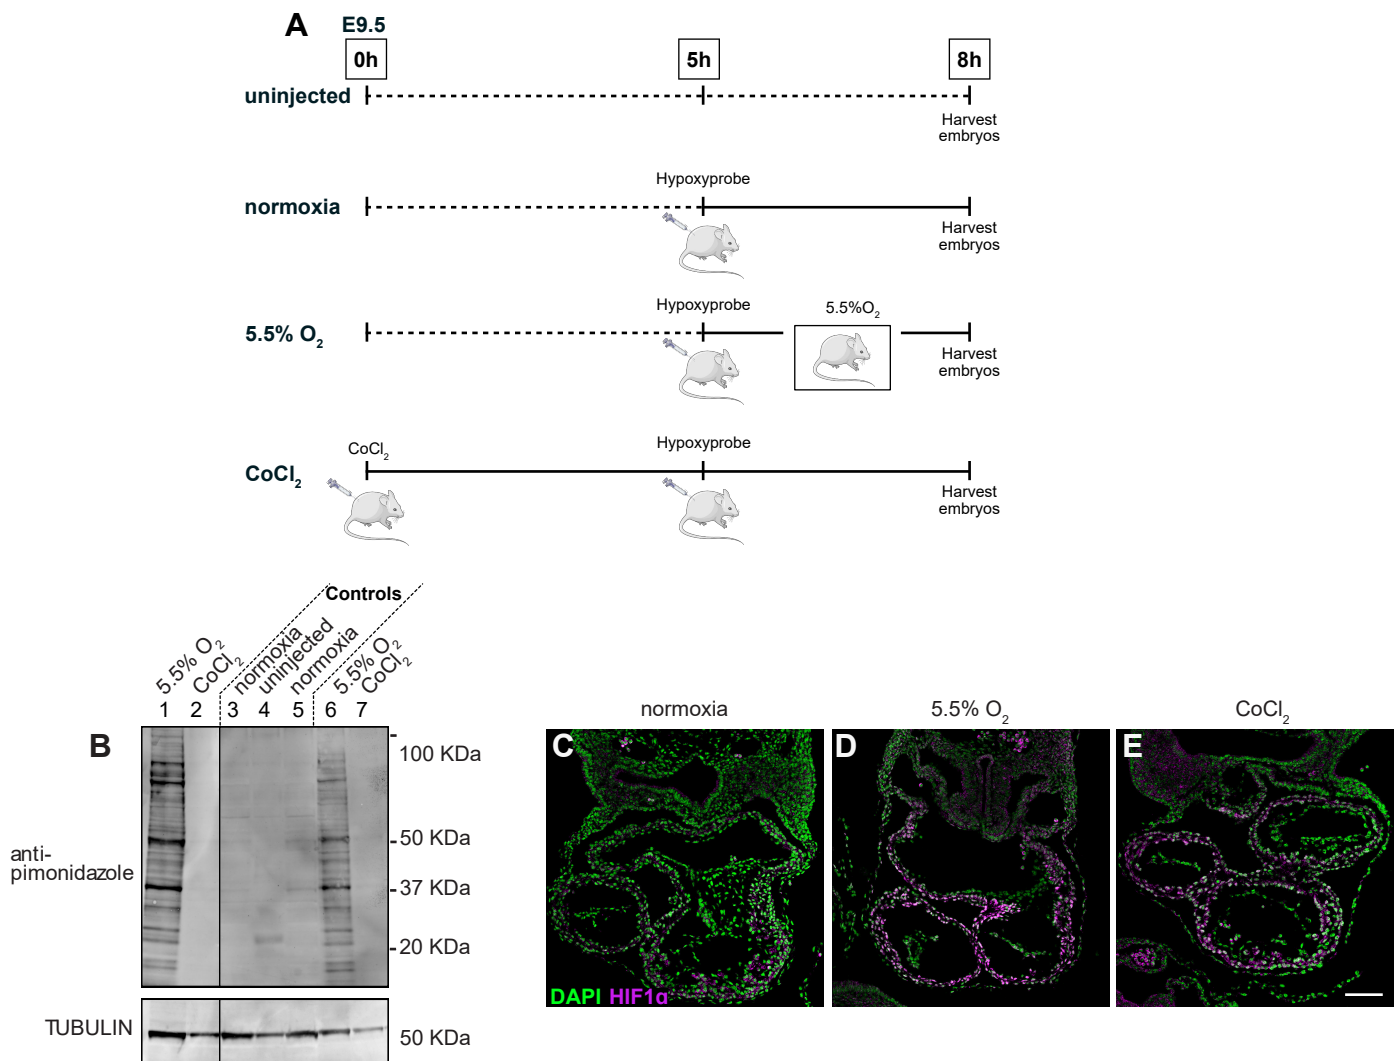 A
E9.5
0h
5h
8h
uninjected
Harvest
embryos
Hypoxyprobe
normoxia
Harvest
embryos
Hypoxyprobe
5.5%O2
5.5% O2
Harvest
embryos
CoCl2
Hypoxyprobe
CoCl2
Harvest
embryos
Controls
5.5% O2
CoCl2
normoxia
uninjected
normoxia
5.5% O2
CoCl2
1 2 3 4 5 6 7
B
100 KDa
50 KDa
37 KDa
20 KDa
anti-
pimonidazole
TUBULIN
50 KDa
normoxia
5.5% O2
CoCl2
C
D
E
DAPI HIF1α